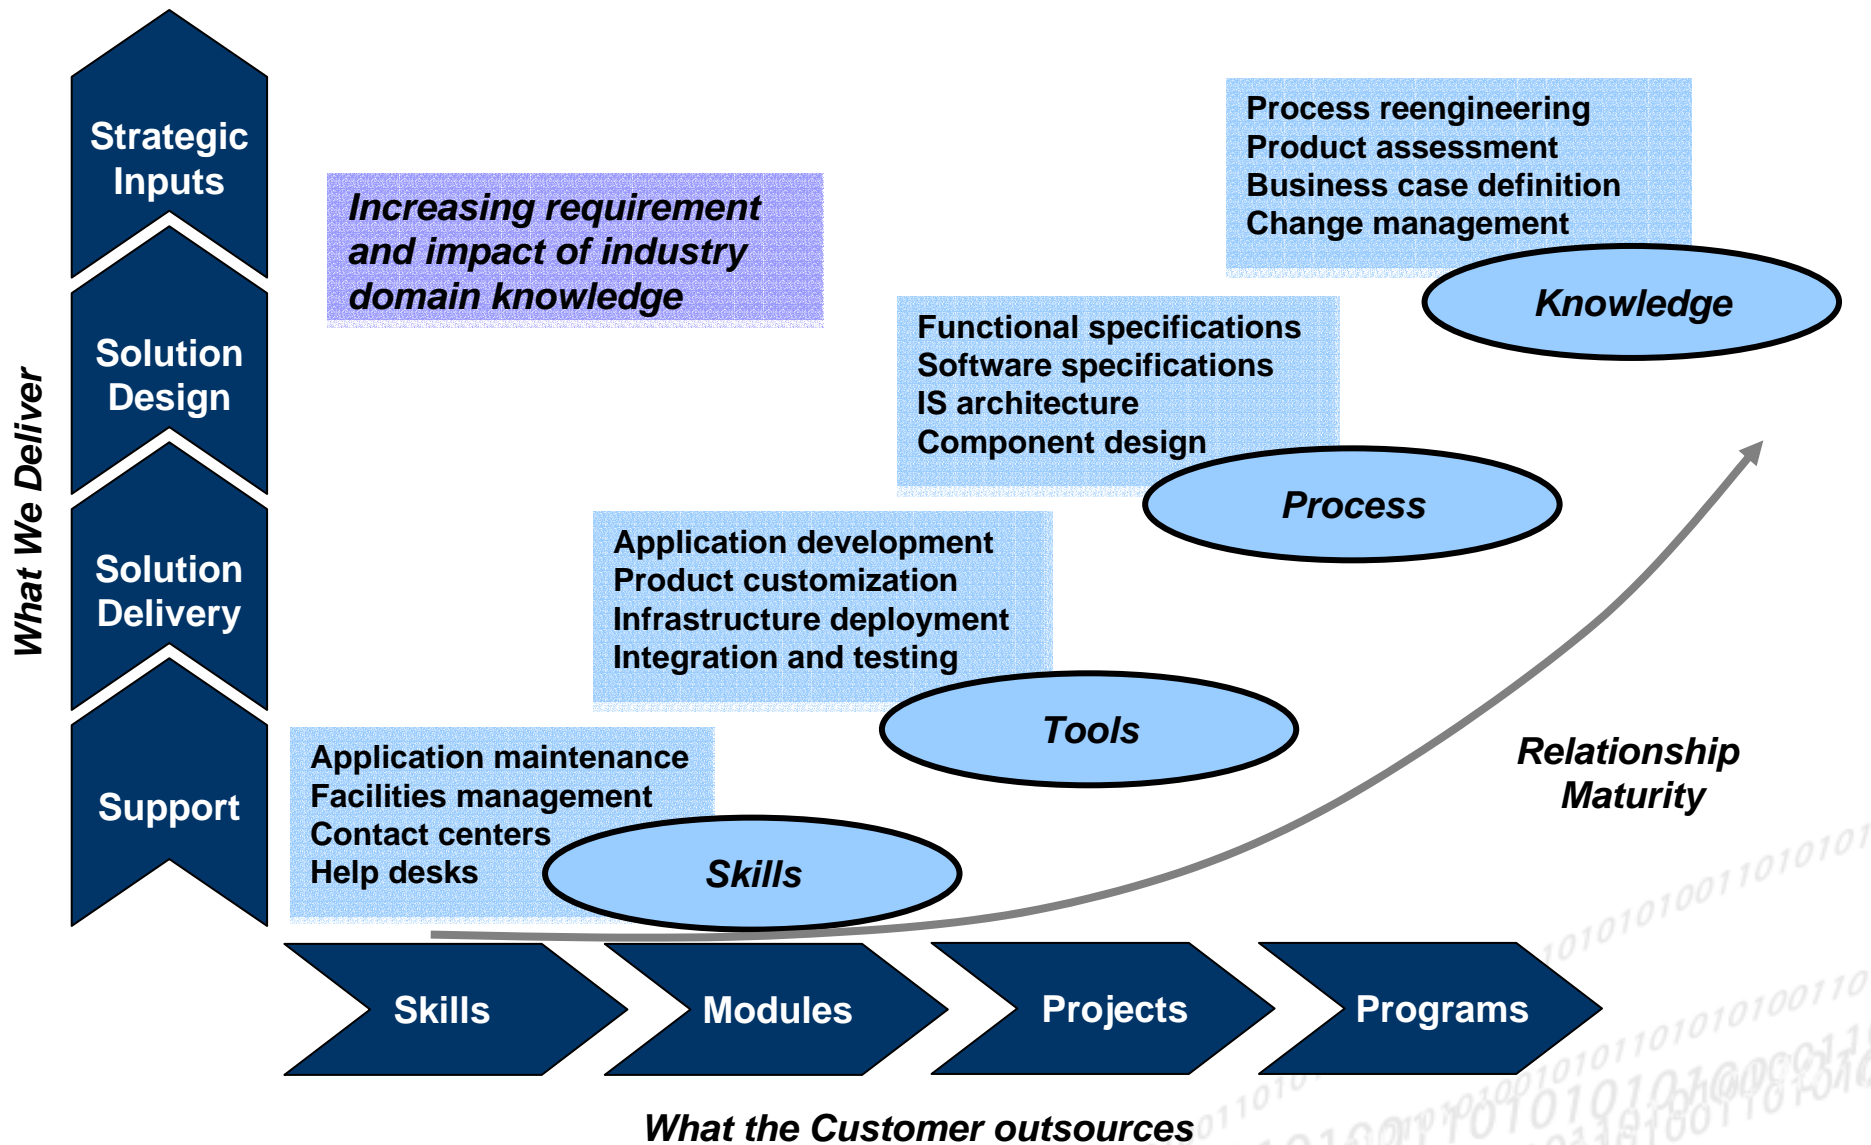 What We Deliver
Strategic
Inputs
Solution
Design
Solution
Delivery
Support
Increasing requirement
and impact of industry
domain knowledge
Process reengineering
Product assessment
Business case definition
Change management
Knowledge
Functional specifications
Software specifications
IS architecture
Component design
Process
Application development
Product customization
Infrastructure deployment
Integration and testing
Tools
Application maintenance
Facilities management
Contact centers
Help desks
Skills
Relationship
Maturity
Skills
Modules
Projects
Programs
What the Customer outsources